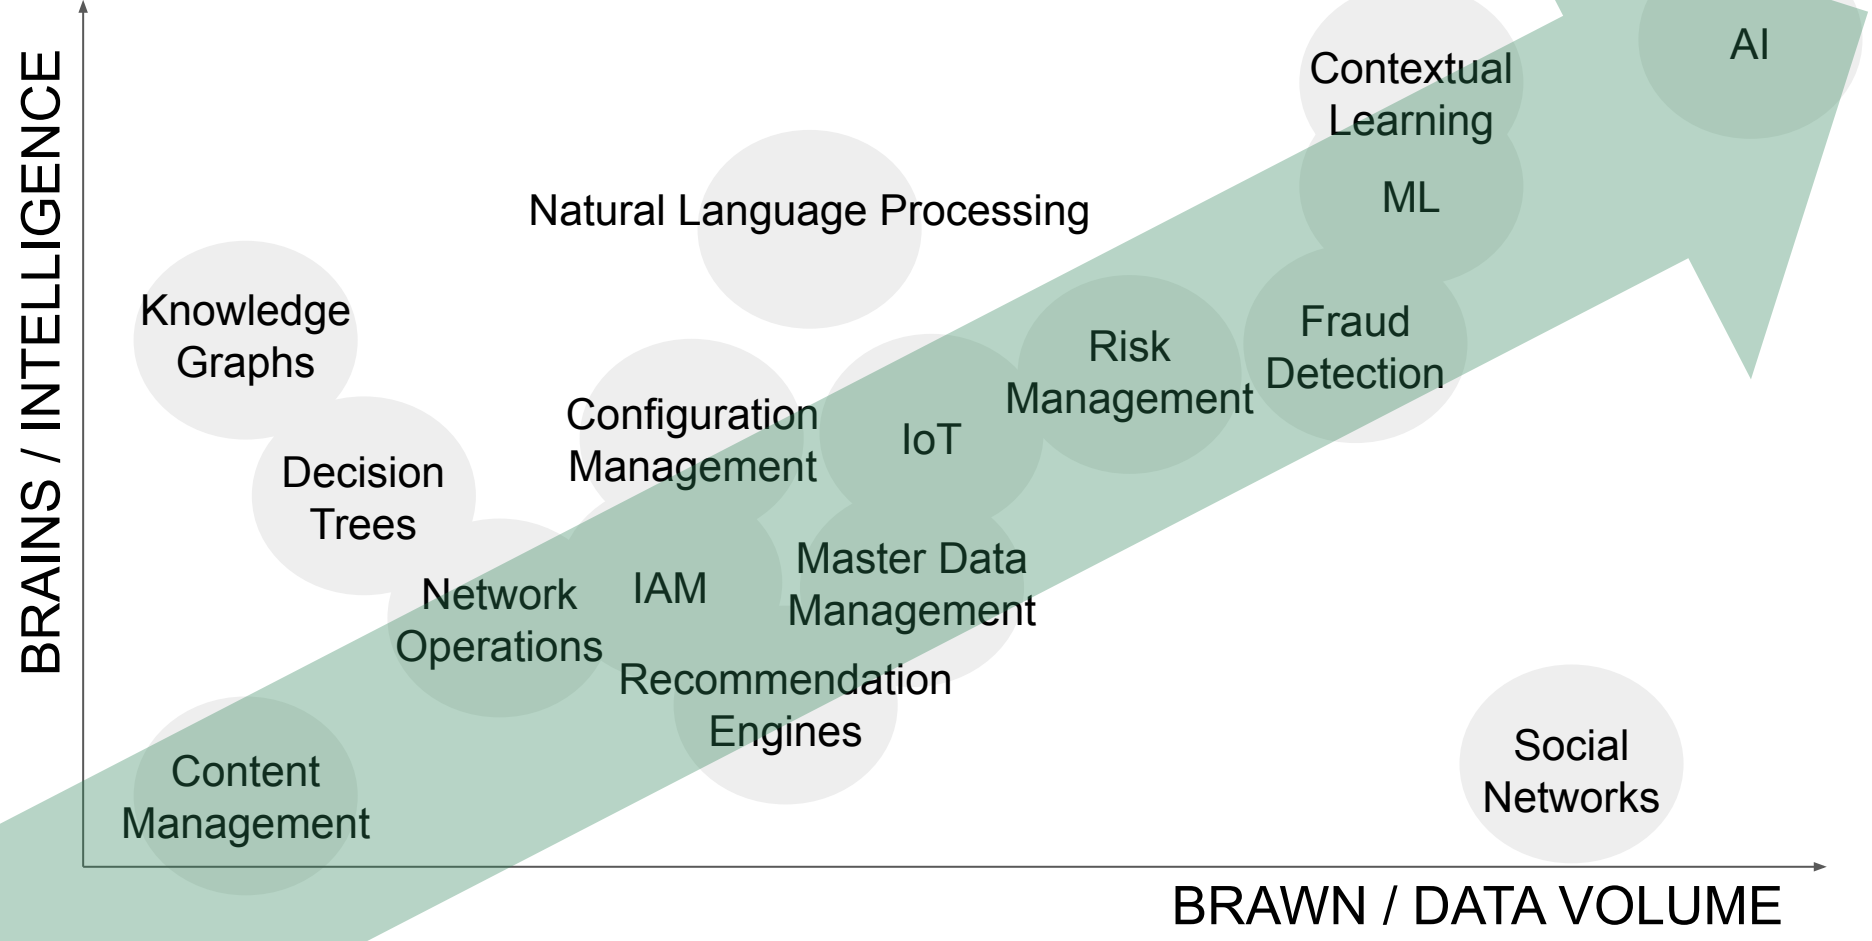 BRAINS / INTELLIGENCE
AI
Contextual
Learning
ML
Natural Language Processing
Knowledge
Graphs
Fraud
Detection
Risk
Management
Configuration
Management
IoT
Decision
Trees
Network
Operations
IAM
Master Data
Management
Recommendation
Engines
Social
Networks
Content
Management
BRAWN / DATA VOLUME